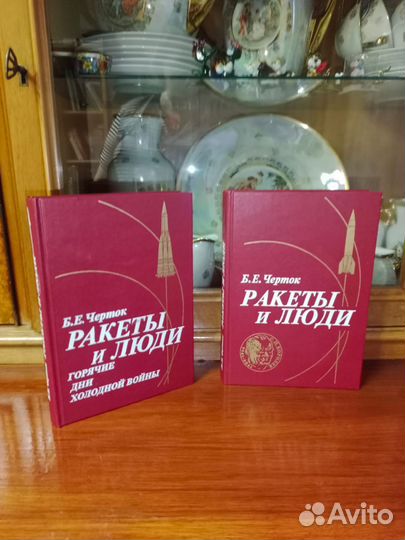 Б.Е. Черток
РАКЕТЫ
И ЛЮДИ
ГОРЯЧИЕ
ДНИ
ХОЛОДНОЙ ВОЙНЫ
Б.Е. Черток
РАКЕТЫ
И ЛЮДИ
Avito